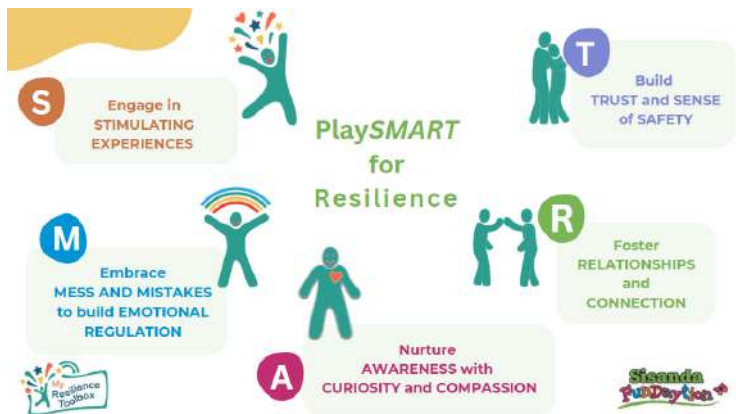 PlaySMART
for
Resilience
S
Engage in
STIMULATING
EXPERIENCES
M
Embrace
MESS AND MISTAKES
to build EMOTIONAL
REGULATION
A
Nurture
AWARENESS with
CURIOSITY and COMPASSION
R
Foster
RELATIONSHIPS
and
CONNECTION
T
Build
TRUST and SENSE
of SAFETY
My
Resilience
Toolbox
Sisanda
FunDaytion